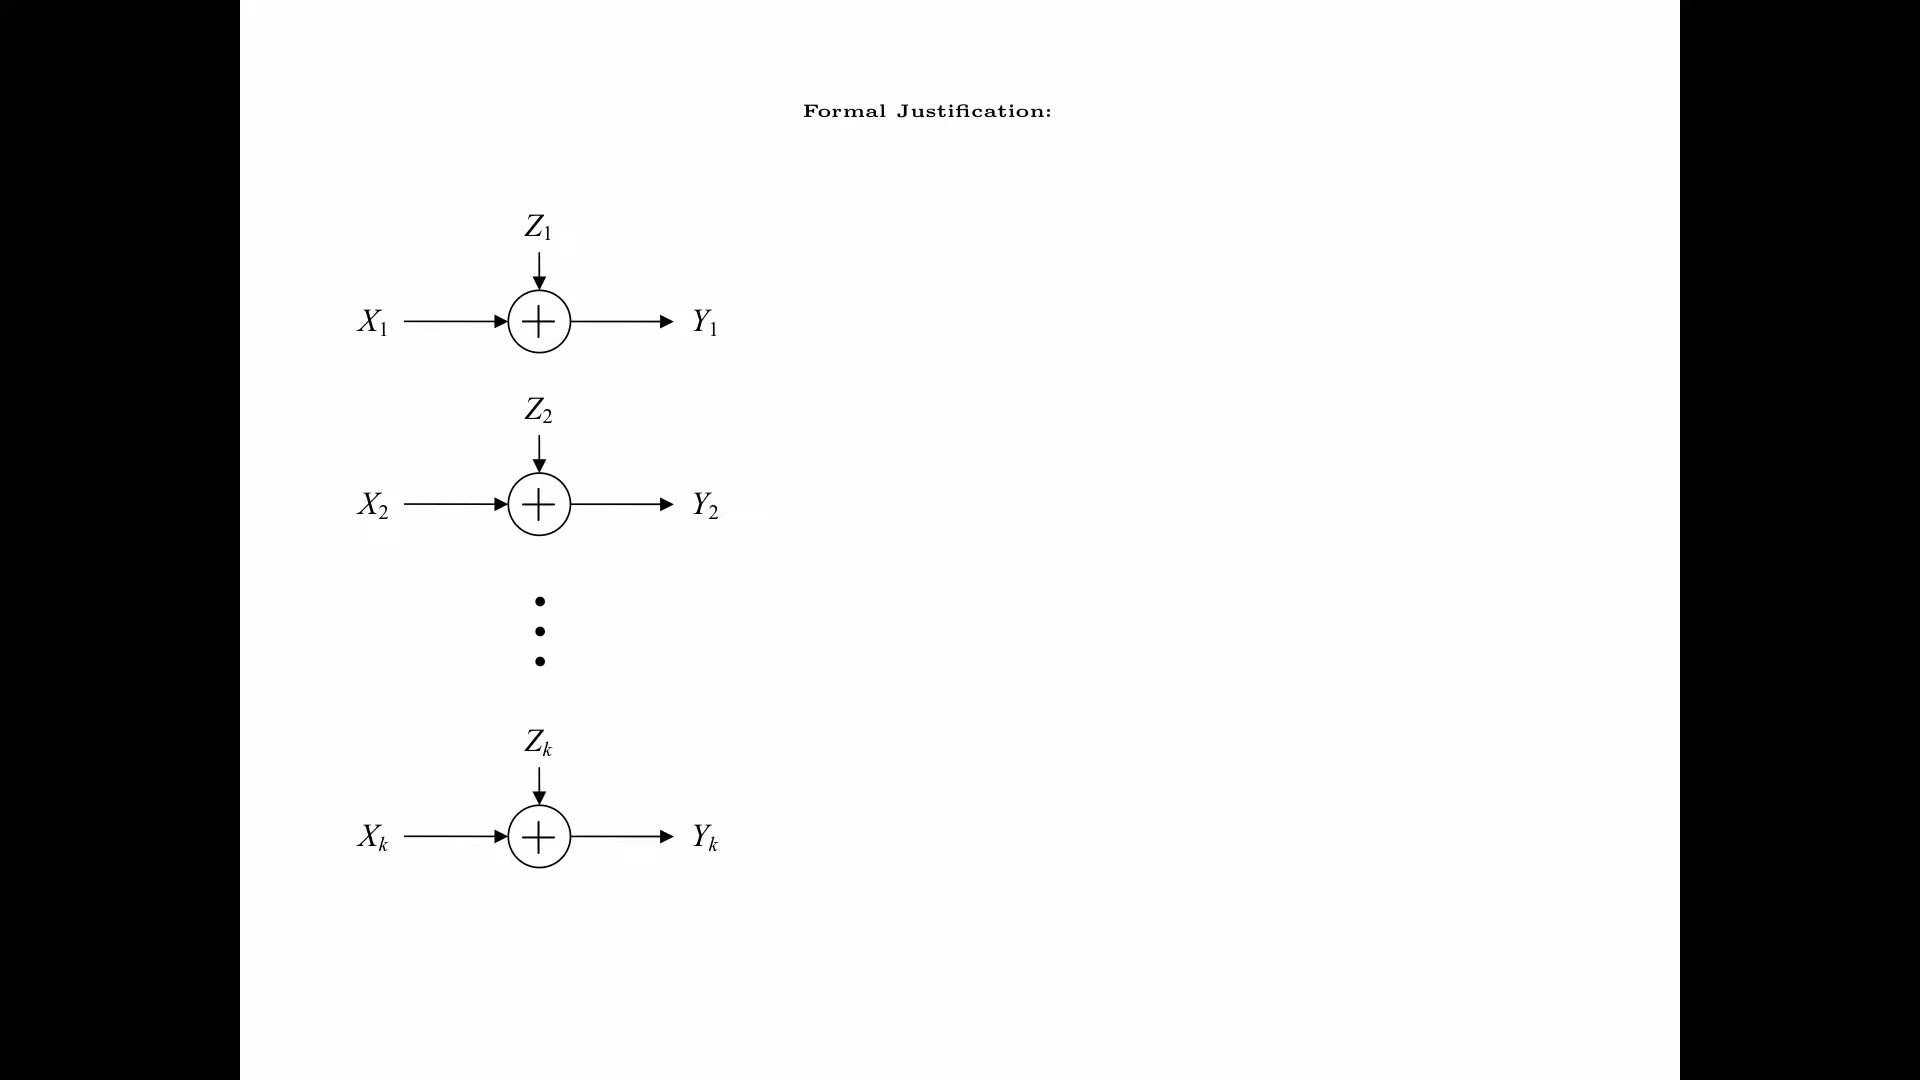 Formal Justification:
Z1
X1 + Y1
Z2
X2 + Y2
Zk
Xk + Yk